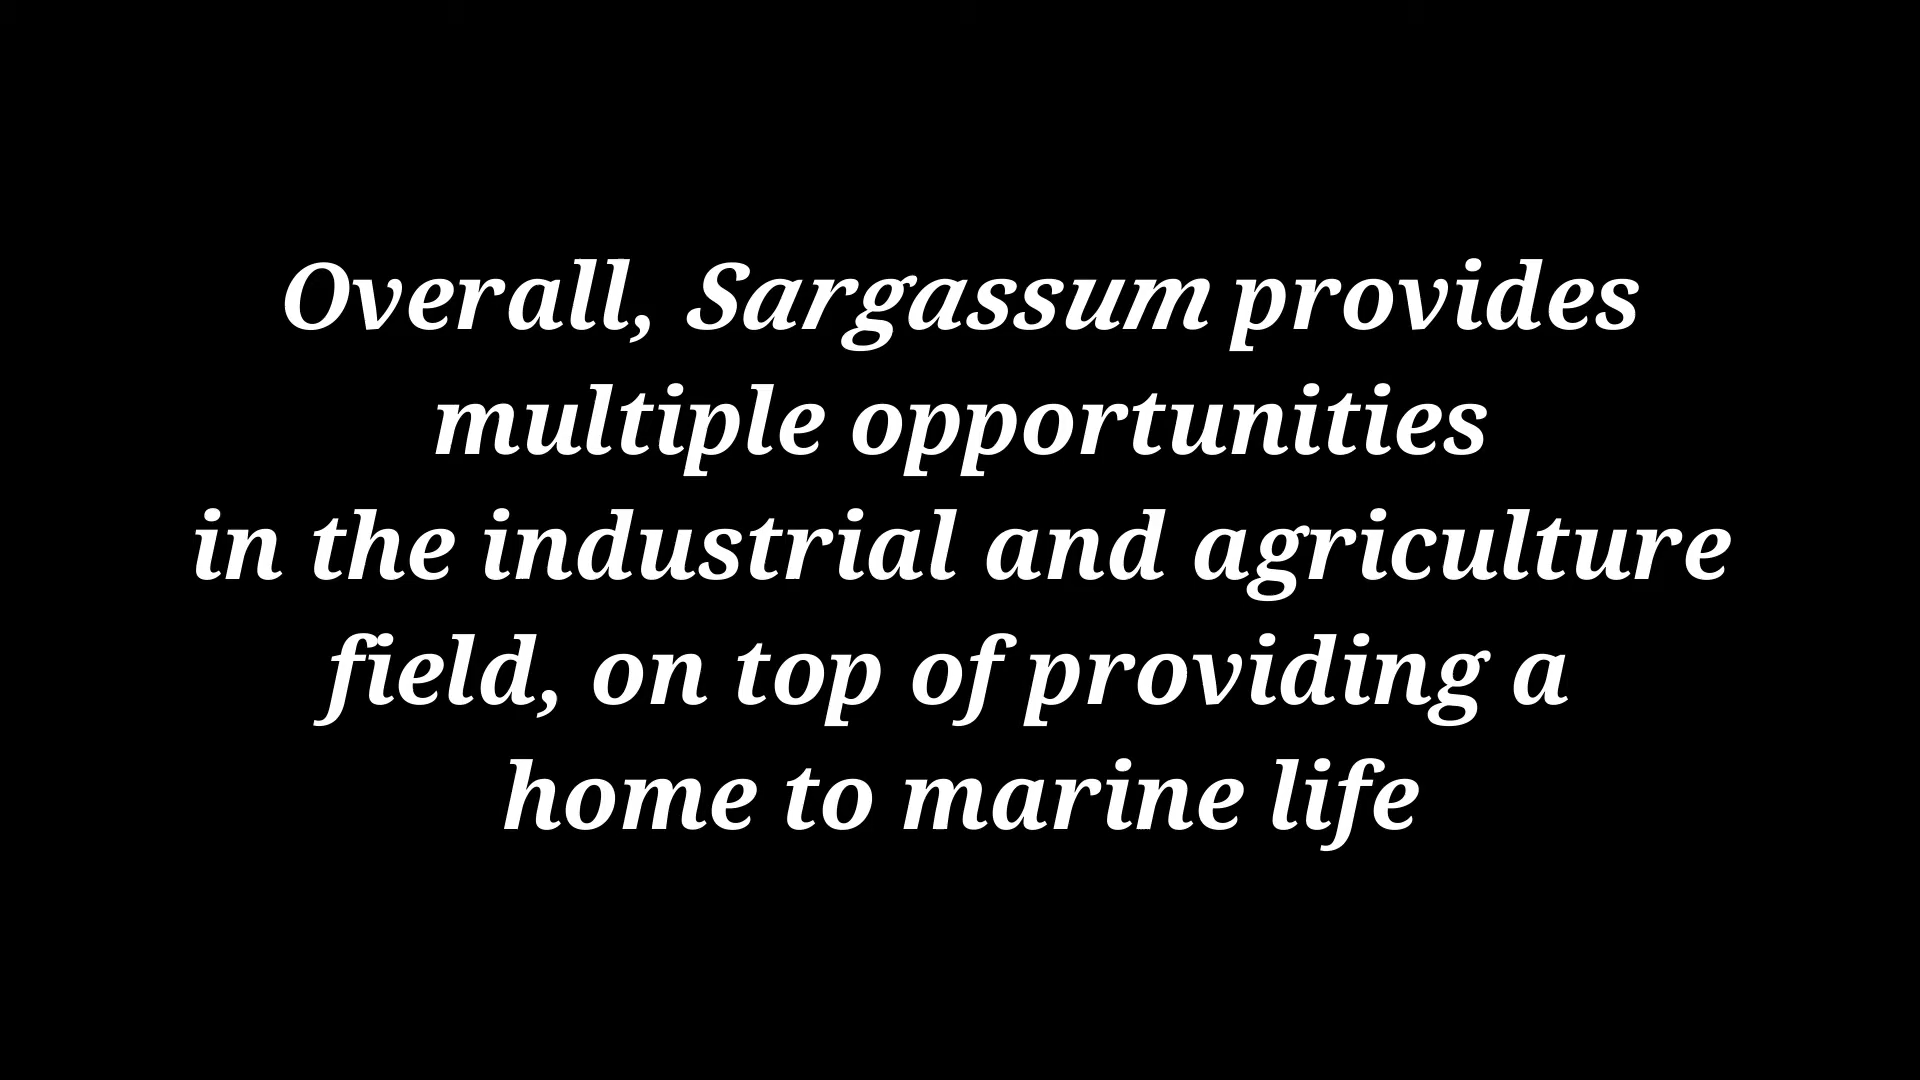 Overall, Sargassum provides
multiple opportunities
in the industrial and agriculture
field, on top of providing a
home to marine life